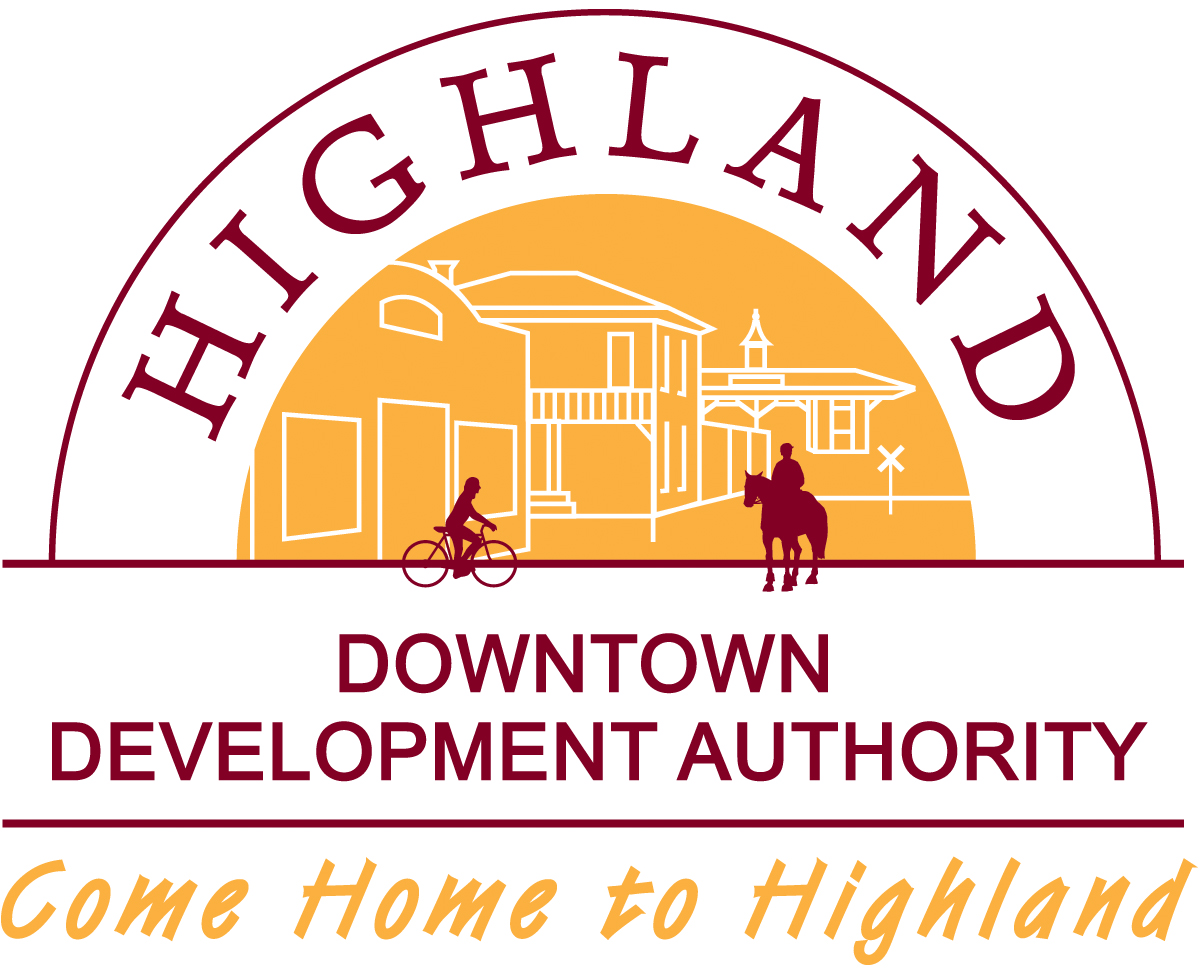 HIGHLAND
DOWNTOWN
DEVELOPMENT AUTHORITY
Come Home to Highland